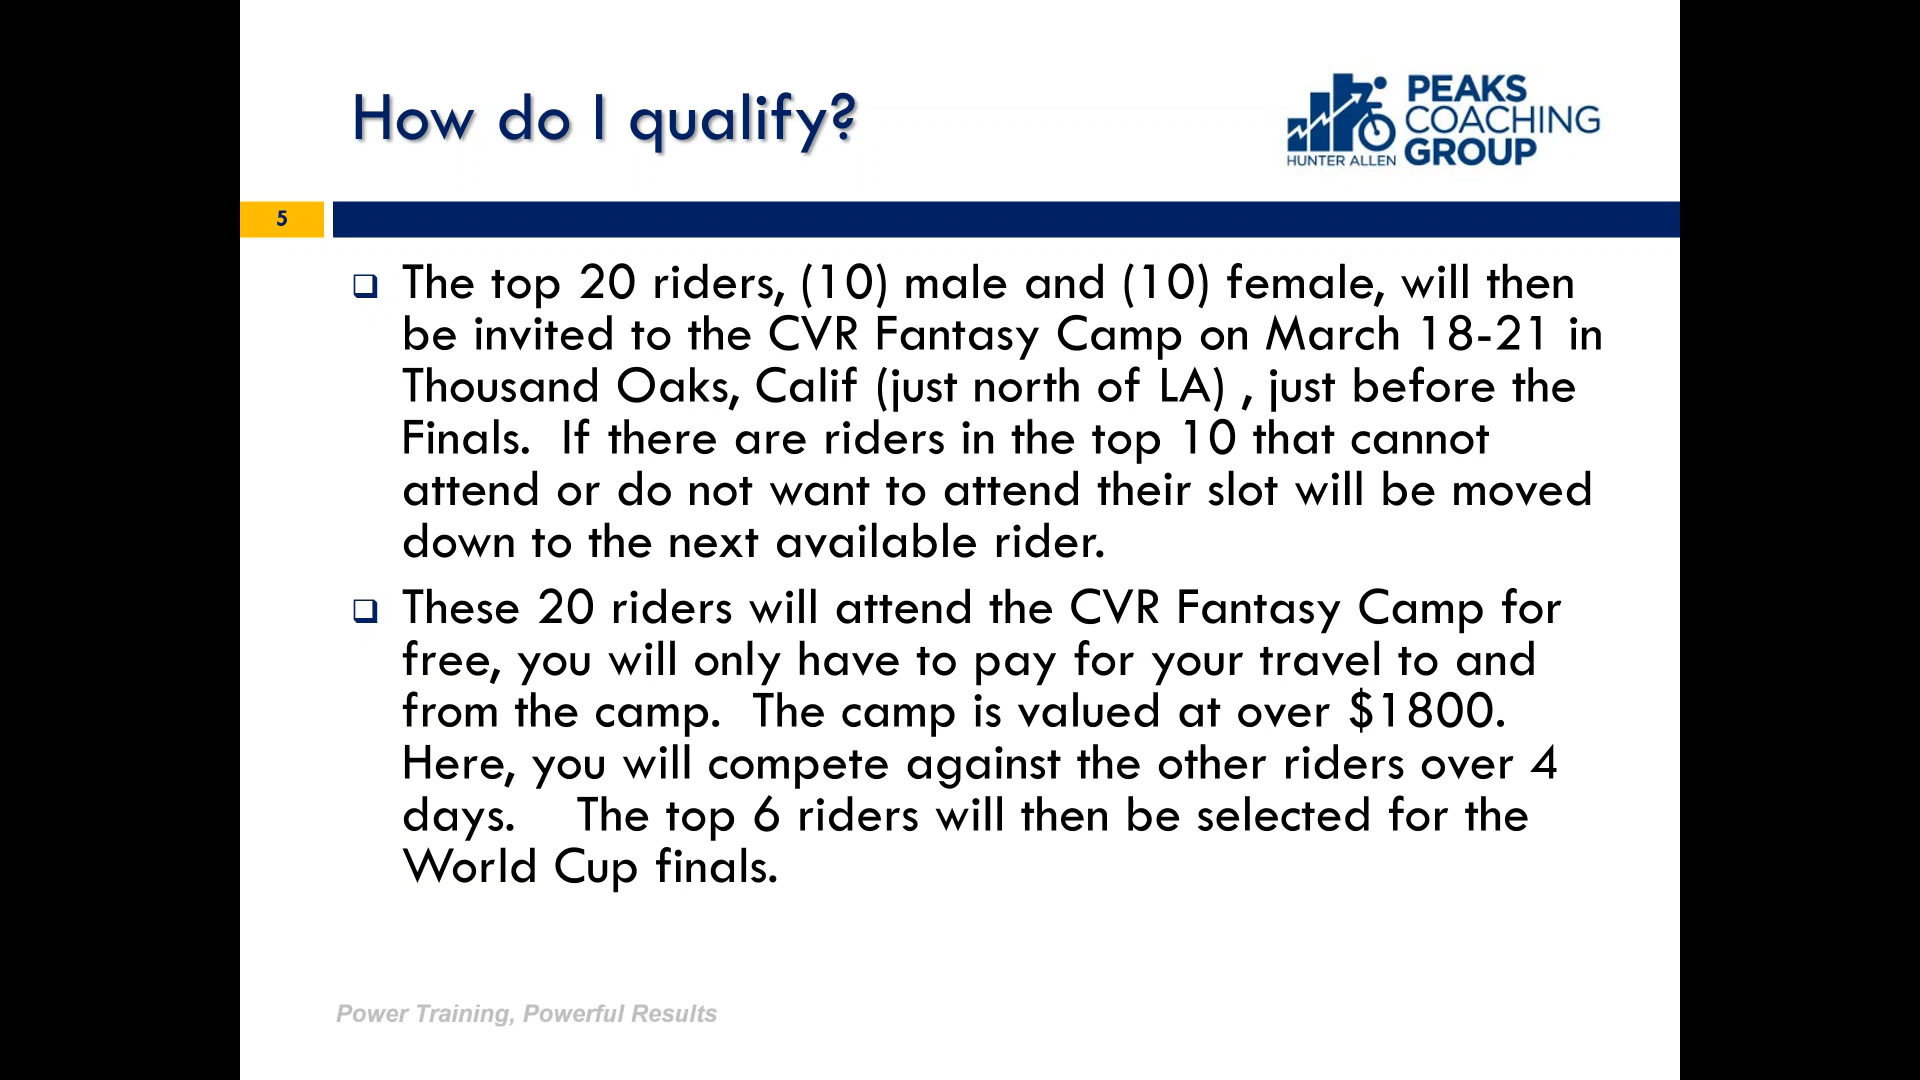 How do I qualify?
PEAKS
COACHING
GROUP
HUNTER ALLEN
5
The top 20 riders, (10) male and (10) female, will then
be invited to the CVR Fantasy Camp on March 18-21 in
Thousand Oaks, Calif (just north of LA) , just before the
Finals.  If there are riders in the top 10 that cannot
attend or do not want to attend their slot will be moved
down to the next available rider.
These 20 riders will attend the CVR Fantasy Camp for
free, you will only have to pay for your travel to and
from the camp.  The camp is valued at over $1800.
Here, you will compete against the other riders over 4
days.    The top 6 riders will then be selected for the
World Cup finals.
Power Training, Powerful Results